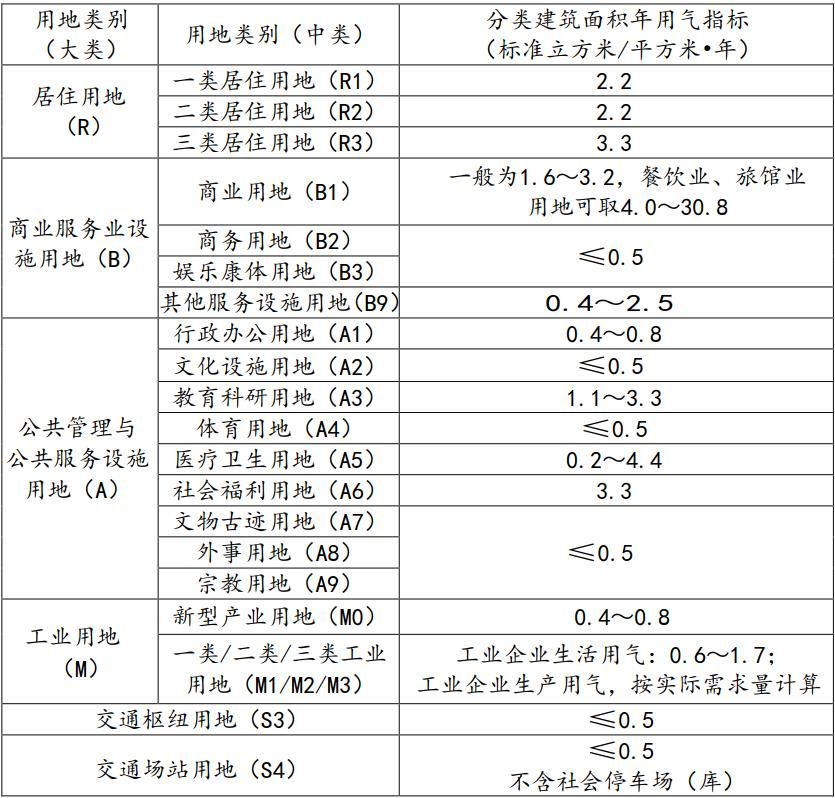 用地类别
（大类）
用地类别（中类）
分类建筑面积年用气指标
（标准立方米/平方米•年）
居住用地
（R）
一类居住用地（R1）
2.2
二类居住用地（R2）
2.2
三类居住用地（R3）
3.3
商业服务业设
施用地（B）
商业用地（B1）
一般为1.6～3.2，餐饮业、旅馆业
用地可取4.0～30.8
商务用地（B2）
娱乐康体用地（B3）
≤0.5
其他服务设施用地(B9)
0.4～2.5
公共管理与
公共服务设施
用地（A）
行政办公用地（A1）
0.4～0.8
文化设施用地（A2）
≤0.5
教育科研用地（A3）
1.1～3.3
体育用地（A4）
≤0.5
医疗卫生用地（A5）
0.2～4.4
社会福利用地（A6）
3.3
文物古迹用地（A7）
外事用地（A8）
宗教用地（A9）
≤0.5
工业用地
（M）
新型产业用地（M0）
0.4～0.8
一类/二类/三类工业
用地（M1/M2/M3）
工业企业生活用气：0.6～1.7；
工业企业生产用气，按实际需求量计算
交通枢纽用地（S3）
≤0.5
交通场站用地（S4）
≤0.5
不含社会停车场（库）